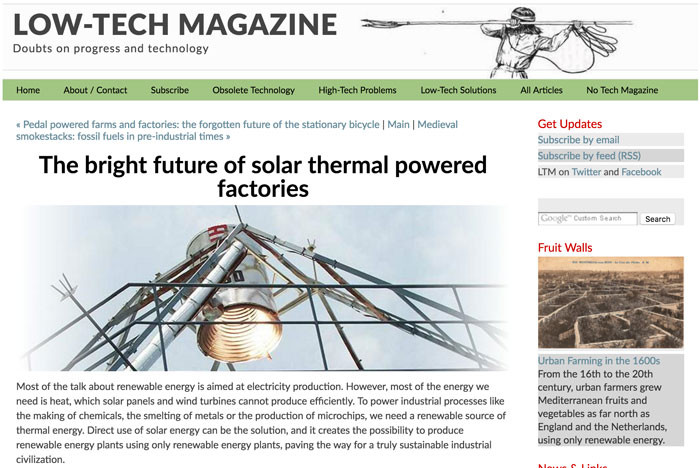 LOW-TECH MAGAZINE
Doubts on progress and technology
Home About / Contact Subscribe Obsolete Technology High-Tech Problems Low-Tech Solutions All Articles No Tech Magazine
« Pedal powered farms and factories: the forgotten future of the stationary bicycle | Main | Medieval
smokestacks: fossil fuels in pre-industrial times »
The bright future of solar thermal powered
factories
Most of the talk about renewable energy is aimed at electricity production. However, most of the energy we
need is heat, which solar panels and wind turbines cannot produce efficiently. To power industrial processes like
the making of chemicals, the smelting of metals or the production of microchips, we need a renewable source of
thermal energy. Direct use of solar energy can be the solution, and it creates the possibility to produce
renewable energy plants using only renewable energy plants, paving the way for a truly sustainable industrial
civilization.
Get Updates
Subscribe by email
Subscribe by feed (RSS)
LTM on Twitter and Facebook
Google™ Custom Search Search
Fruit Walls
Urban Farming in the 1600s
From the 16th to the 20th
century, urban farmers grew
Mediterranean fruits and
vegetables as far north as
England and the Netherlands,
using only renewable energy.
News & Links